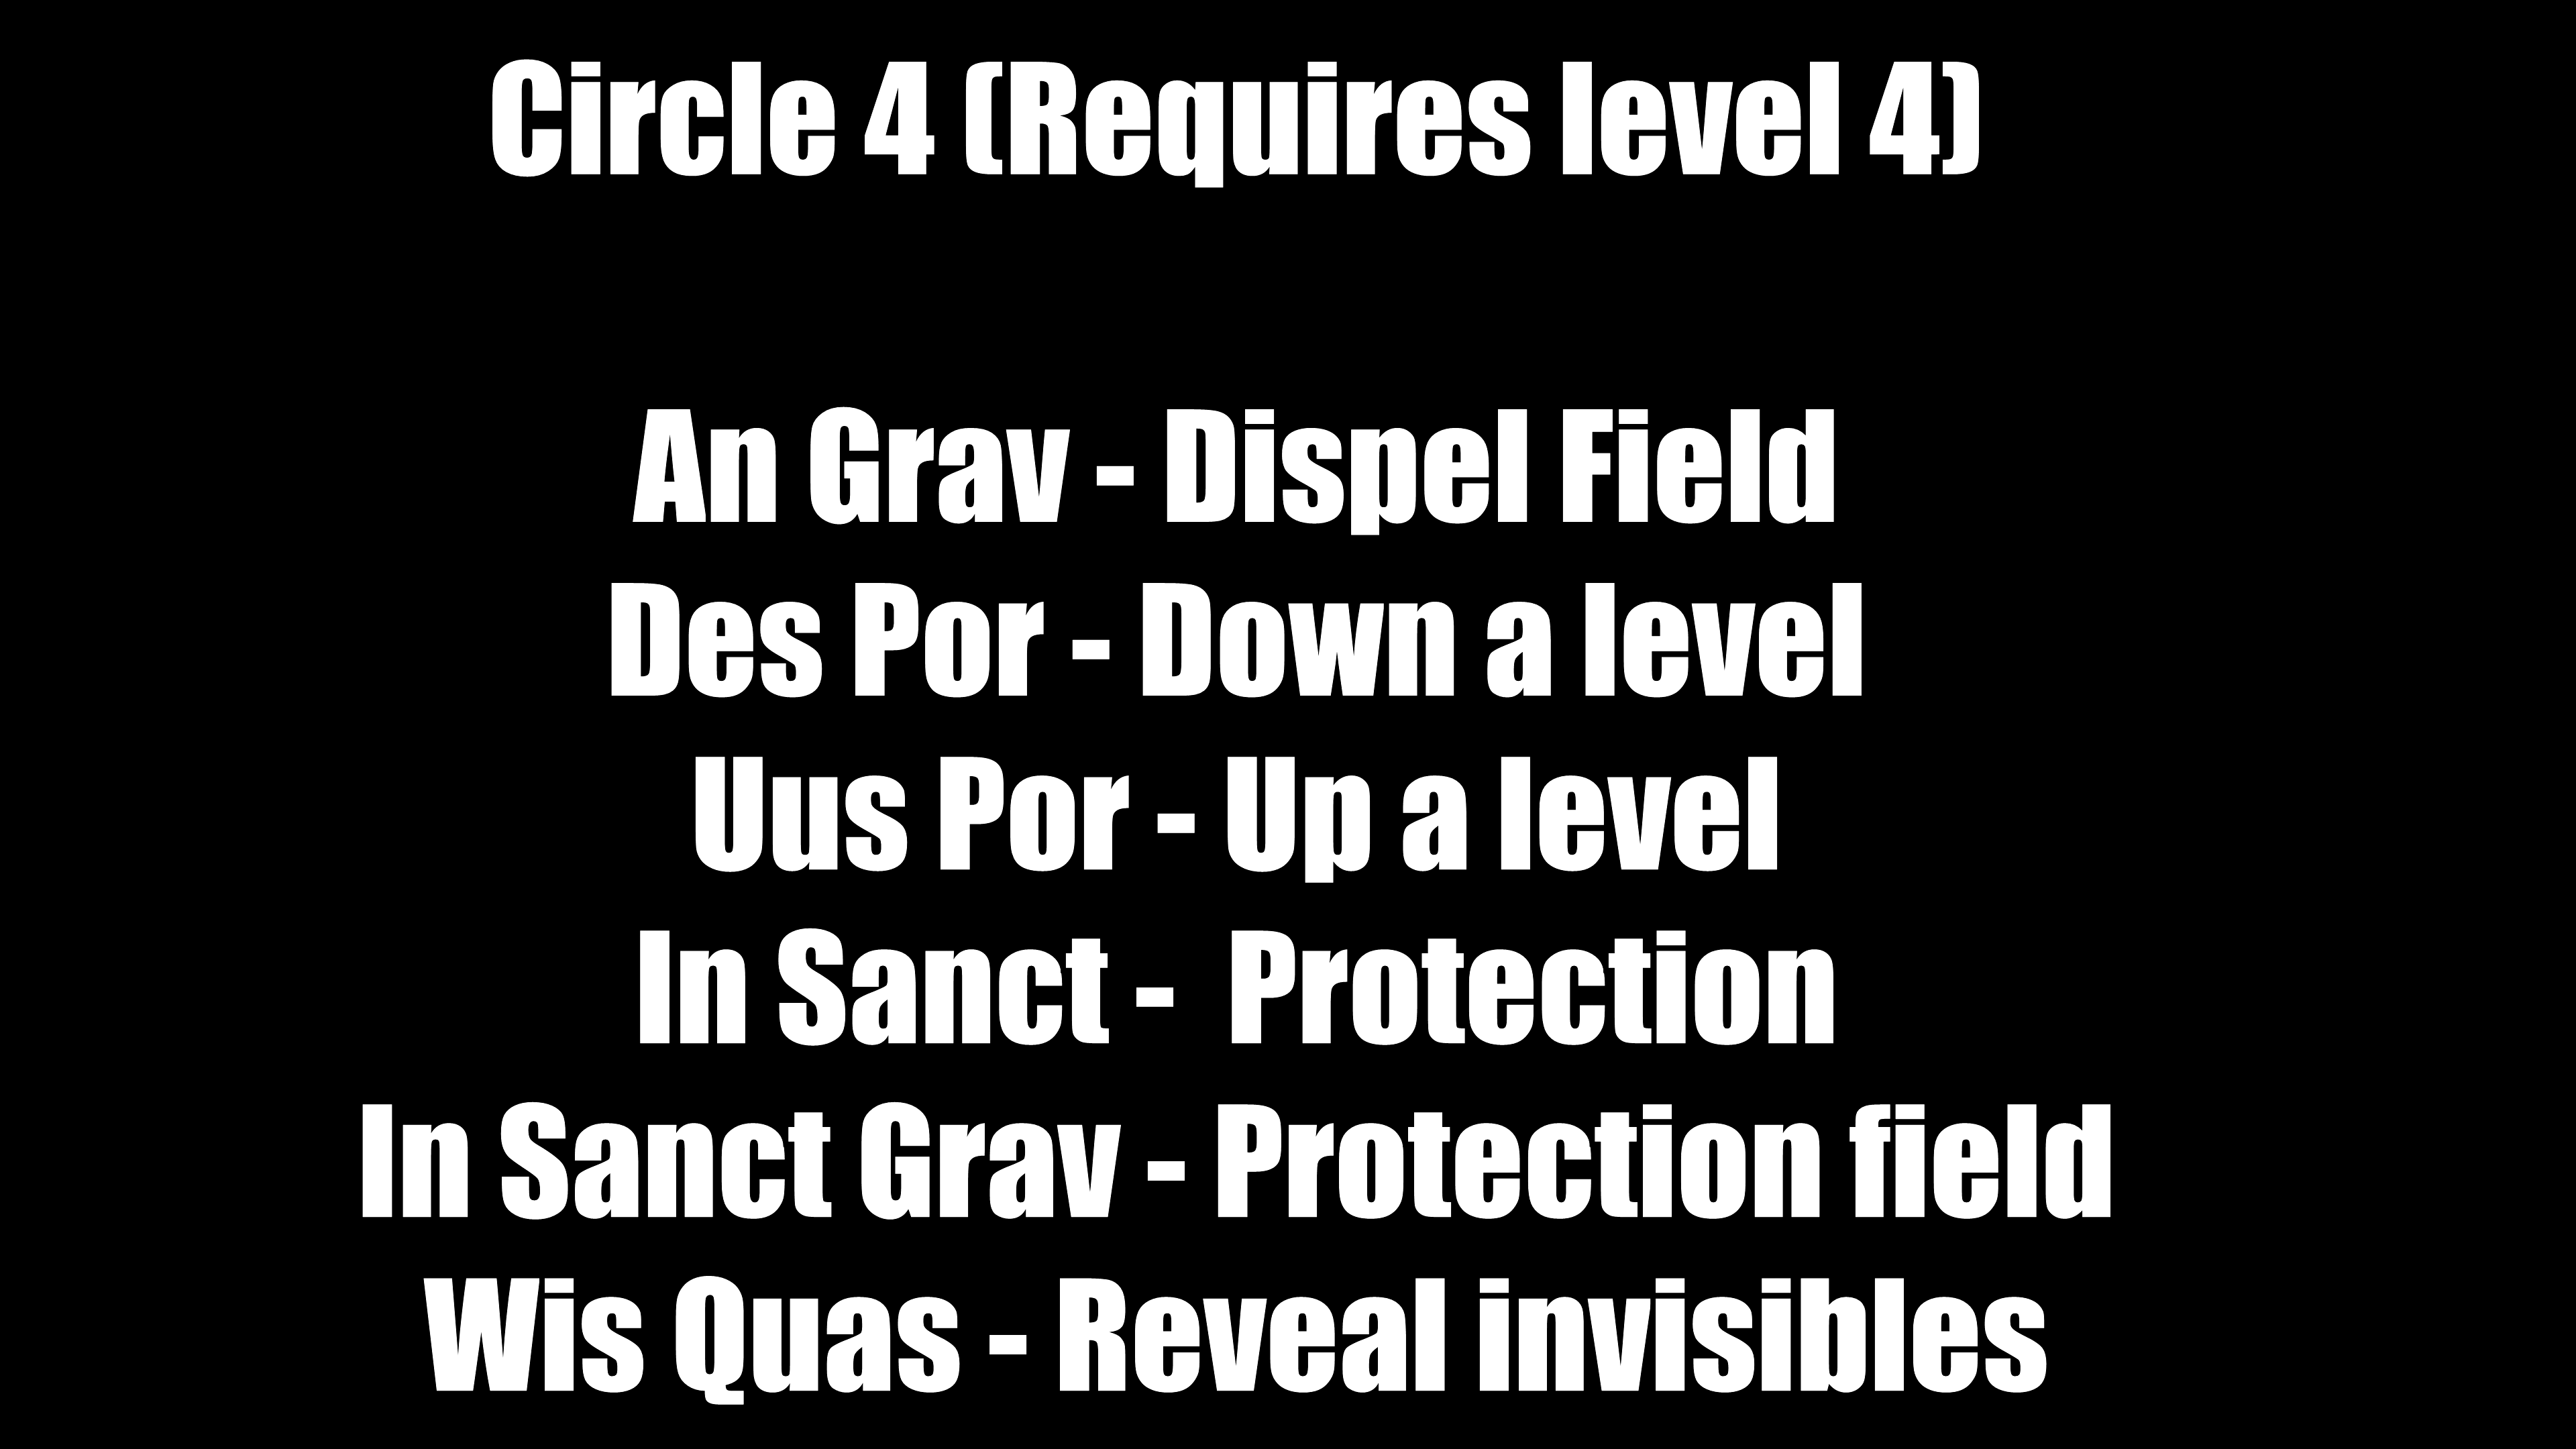 Circle 4 (Requires level 4)
An Grav - Dispel Field
Des Por - Down a level
Uus Por - Up a level
In Sanct -  Protection
In Sanct Grav - Protection field
Wis Quas - Reveal invisibles